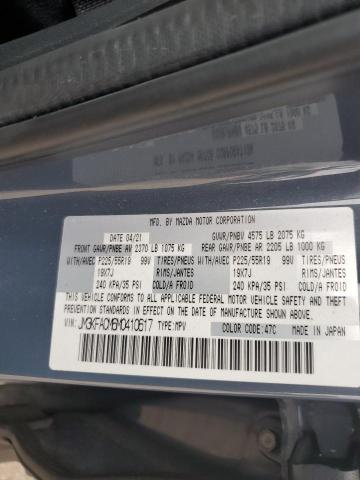 MFD. BY MAZDA MOTOR CORPORATION
DATE 04/21 GVWR/PNBV 4575 LB 2075 KG
FRONT GAWR/PNBE AV 2370 LB 1075 KG REAR GAWR/PNBE AR 2205 LB 1000 KG
WITH/AVEC P225/55R19 99V TIRES/PNEUS WITH/AVEC P225/55R19 99V TIRES/PNEUS
19X7J RIMS/JANTES 19X7J RIMS/JANTES
240 KPA/35 PSI COLD/A FROID 240 KPA/35 PSI COLD/A FROID
THIS VEHICLE CONFORMS TO ALL APPLICABLE FEDERAL MOTOR VEHICLE
SAFETY, BUMPER, AND THEFT PREVENTION STANDARDS IN EFFECT
ON THE DATE OF MANUFACTURE SHOWN ABOVE.
VIN: JM3KFACM6M0410617 TYPE:MPV COLOR CODE:47C MADE IN JAPAN